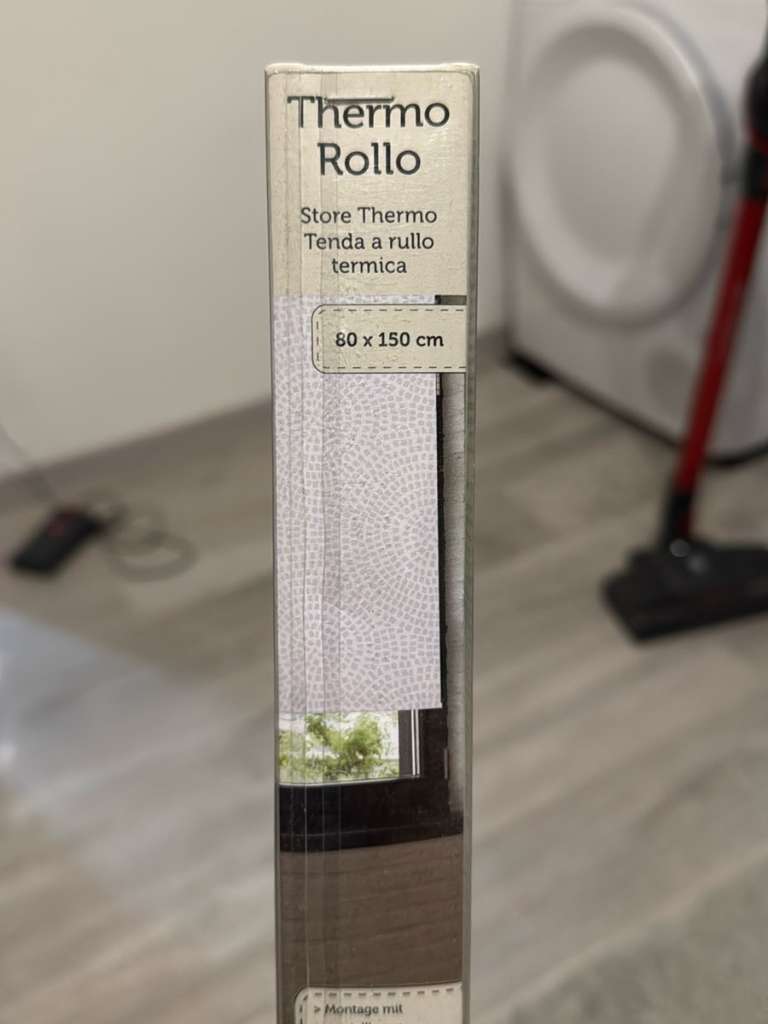 Thermo
Rollo
Store Thermo
Tenda a rullo
termica
80 x 150 cm
> Montage mit